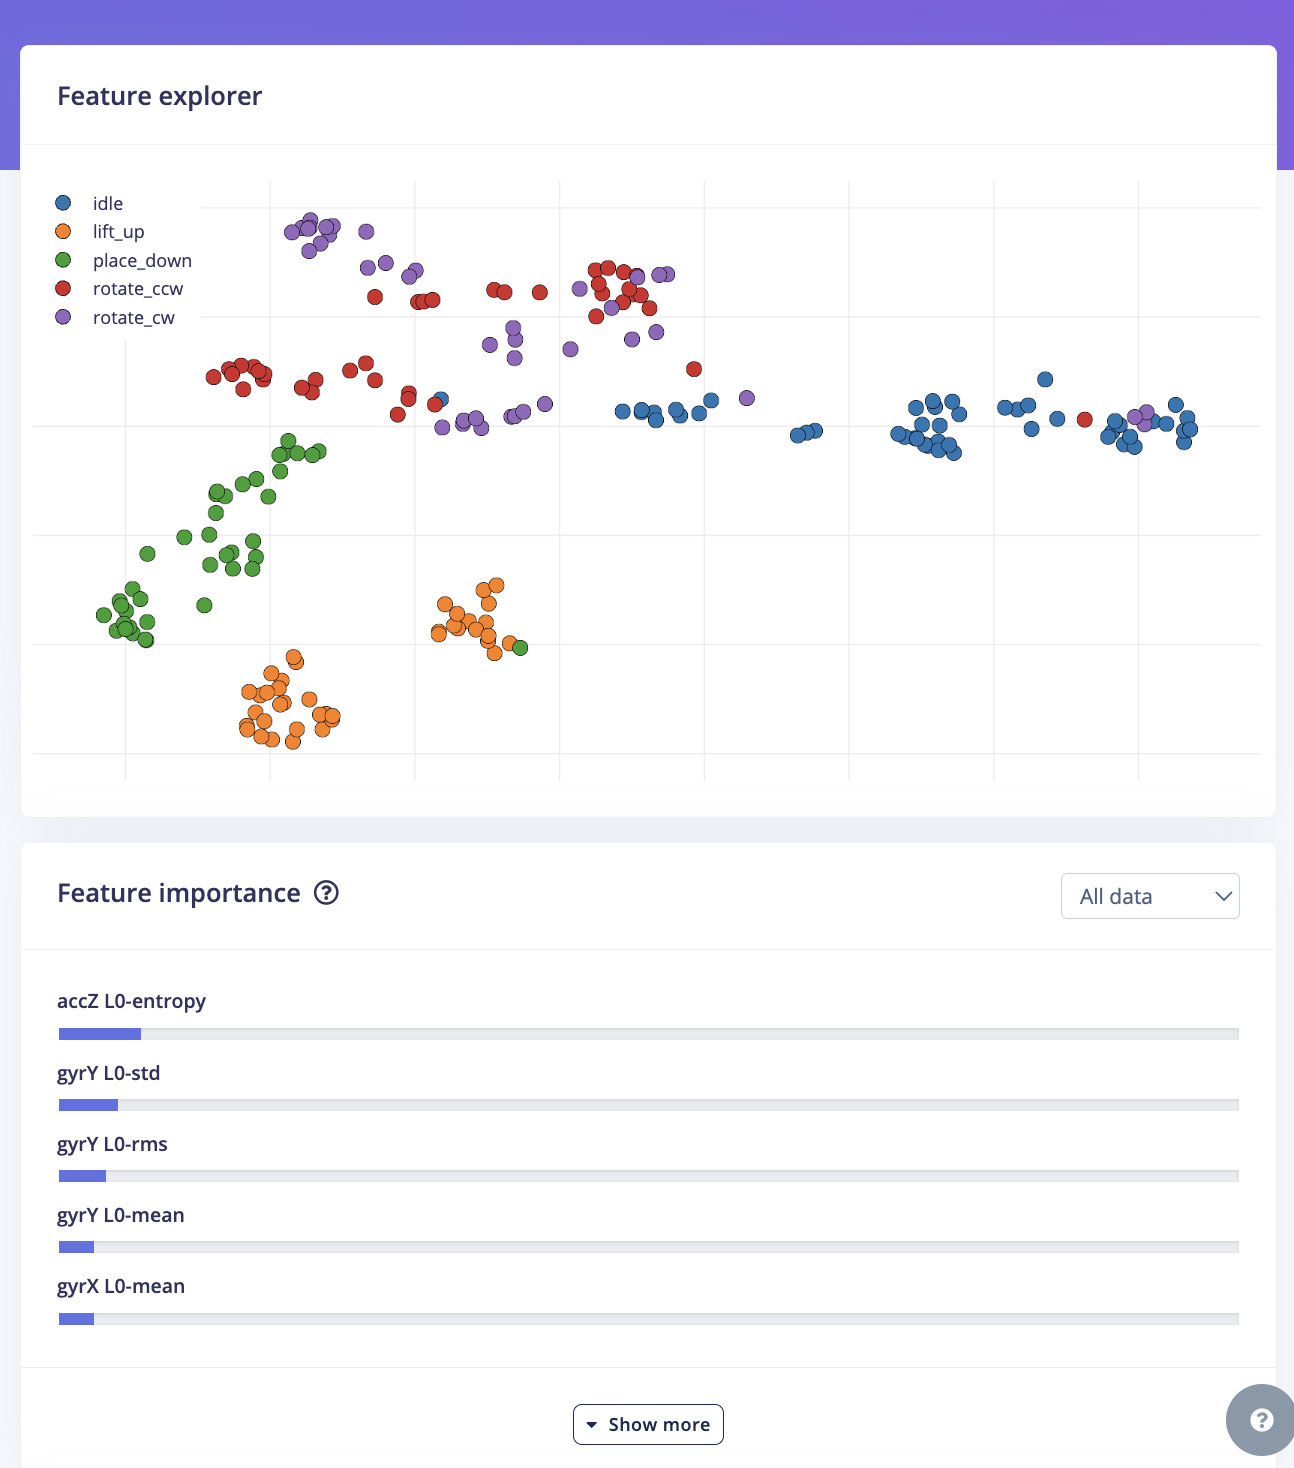 Feature explorer
idle
lift_up
place_down
rotate_ccw
rotate_cw
Feature importance
All data
accZ L0-entropy
gyrY L0-std
gyrY L0-rms
gyrY L0-mean
gyrX L0-mean
Show more